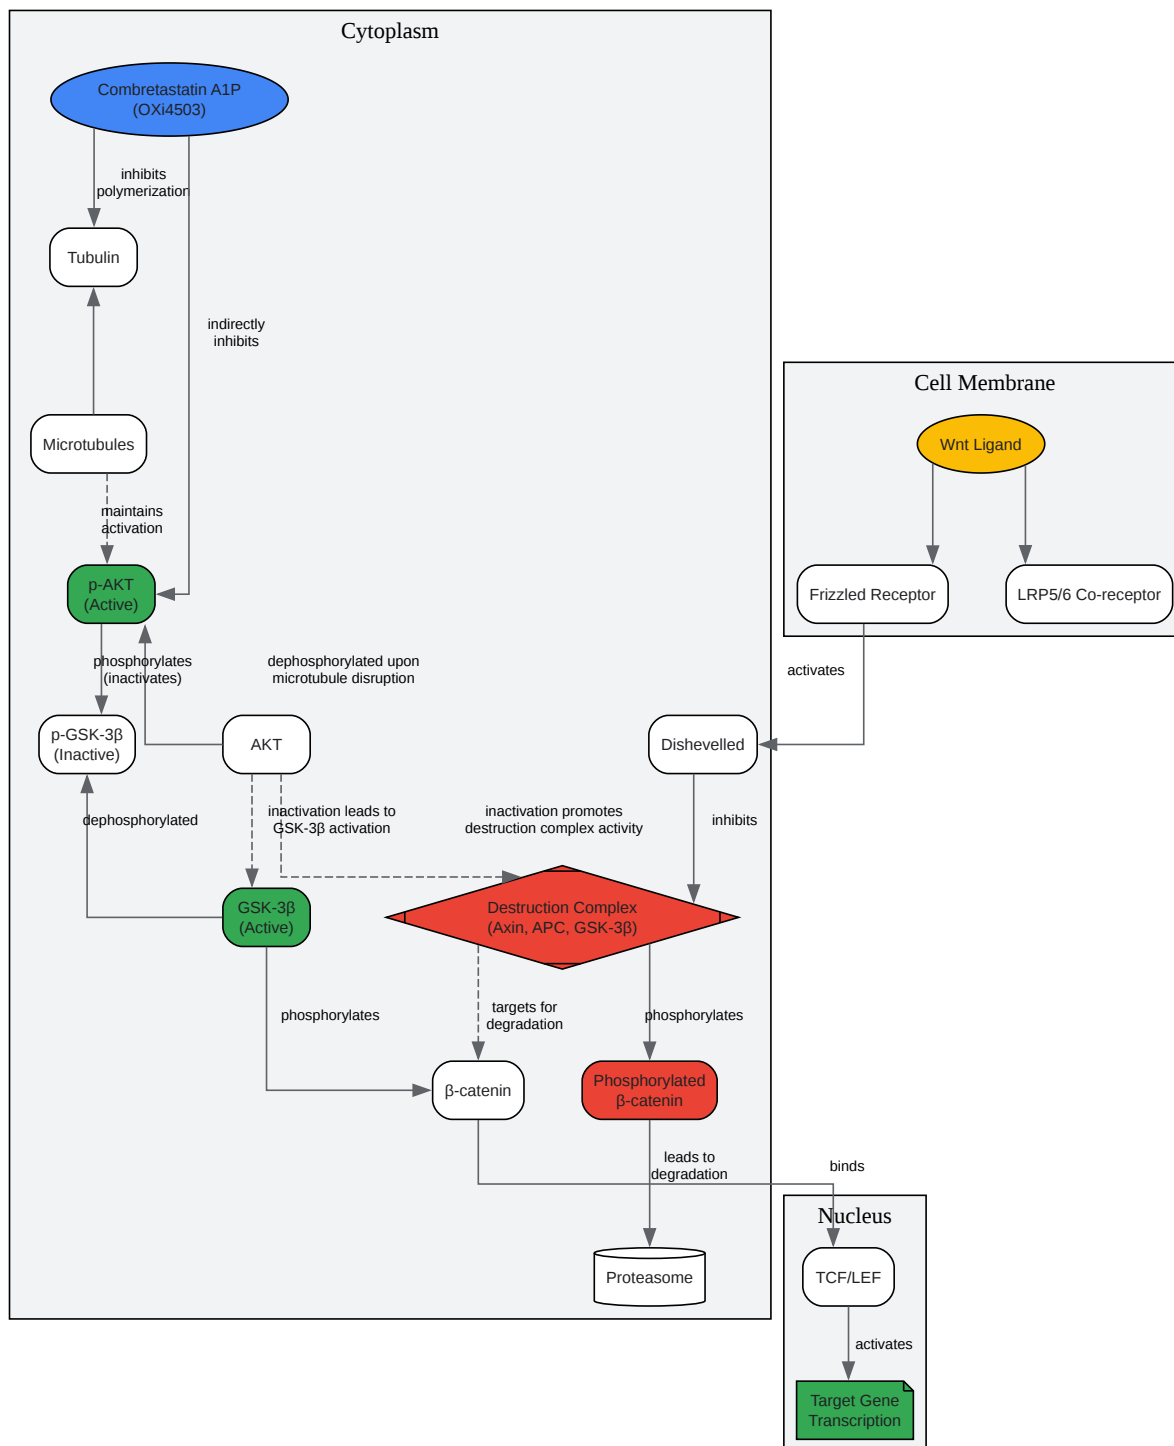 Cytoplasm
Combretastatin A1P
(OXi4503)
inhibits
polymerization
Tubulin
indirectly
inhibits
Cell Membrane
Microtubules
Wnt Ligand
maintains
activation
p-AKT
(Active)
Frizzled Receptor
LRP5/6 Co-receptor
phosphorylates
(inactivates)
dephosphorylated upon
microtubule disruption
activates
p-GSK-3β
(Inactive)
AKT
Dishevelled
dephosphorylated
inactivation leads to
GSK-3β activation
inactivation promotes
destruction complex activity
inhibits
GSK-3β
(Active)
Destruction Complex
(Axin, APC, GSK-3β)
phosphorylates
targets for
degradation
phosphorylates
β-catenin
Phosphorylated
β-catenin
leads to
degradation
binds
Nucleus
Proteasome
TCF/LEF
activates
Target Gene
Transcription